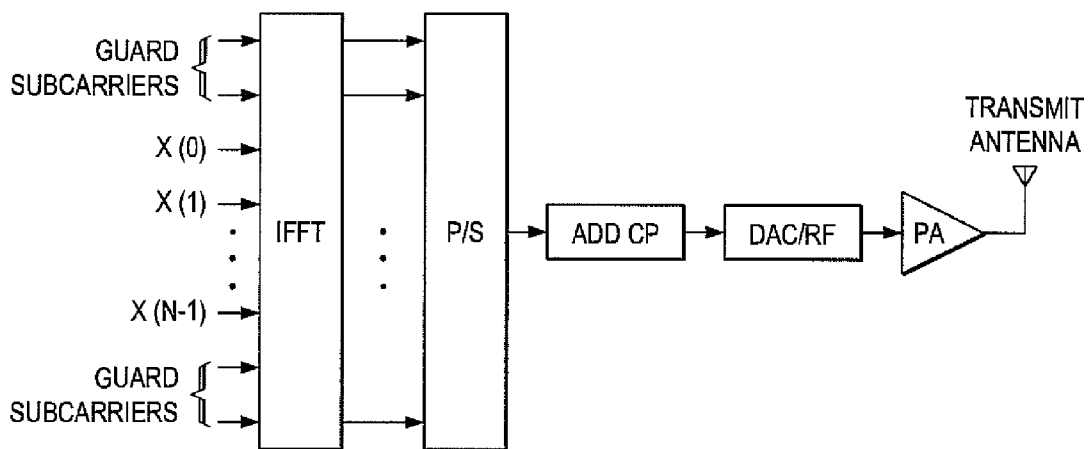 GUARD
SUBCARRIERS
X (0)
X (1)
X (N-1)
GUARD
SUBCARRIERS
IFFT
P/S
ADD CP
DAC/RF
PA
TRANSMIT
ANTENNA